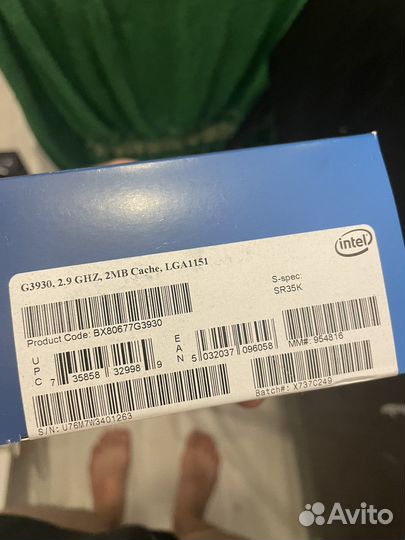 intel
G3930, 2.9 GHZ, 2MB Cache, LGA1151
S-spec:
SR35K
Product Code: BX80677G3930
MM#: 954816
UPC
7 35858 32998 9
EAN
5 032037 096058
Batch#: X737C249
S/N: U76M7W3401263
Avito